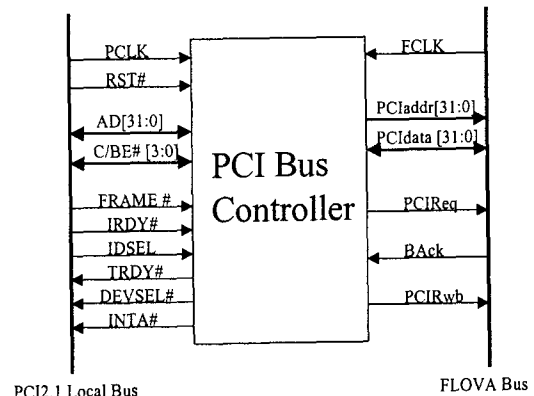 PCLK
RST#
AD[31:0]
C/BE# [3:0]
FRAME #
IRDY#
IDSEL
TRDY#
DEVSEL#
INTA#
PCI Bus
Controller
FCLK
PCIaddr[31:0]
PCIdata [31:0]
PCIReq
BAck
PCIRwb
PCI2.1 Local Bus
FLOVA Bus